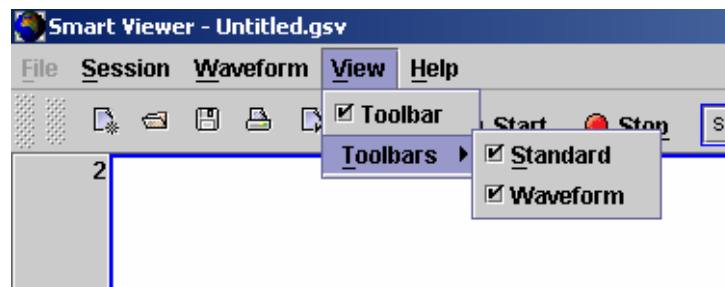 Smart Viewer - Untitled.gsv
File Session Waveform View Help
Toolbar
Start Stop S
Toolbars
Standard
2
Waveform